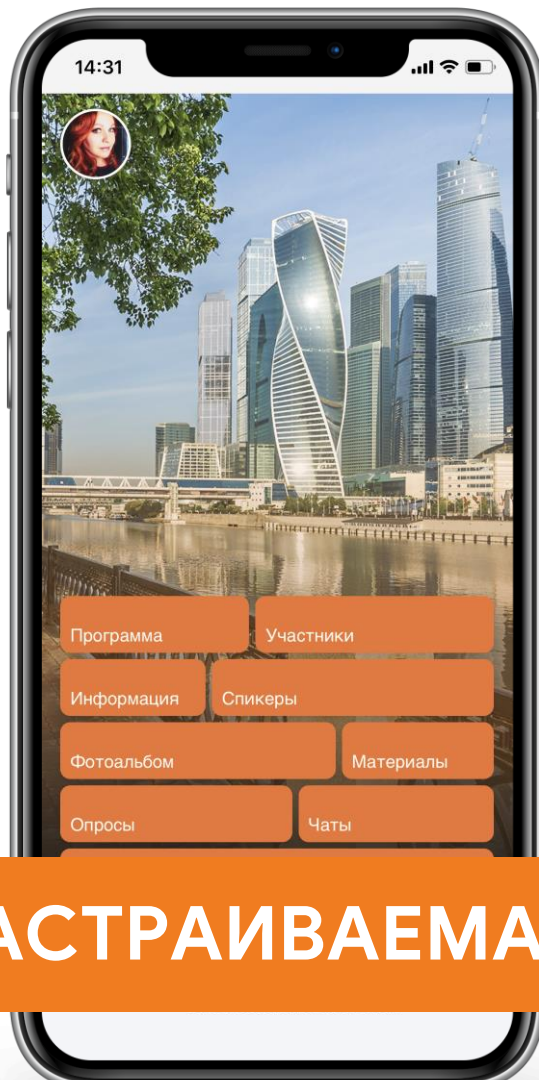 14:31
Программа Участники
Информация Спикеры
Фотоальбом Материалы
Опросы Чаты
АСТРАИВАЕМА